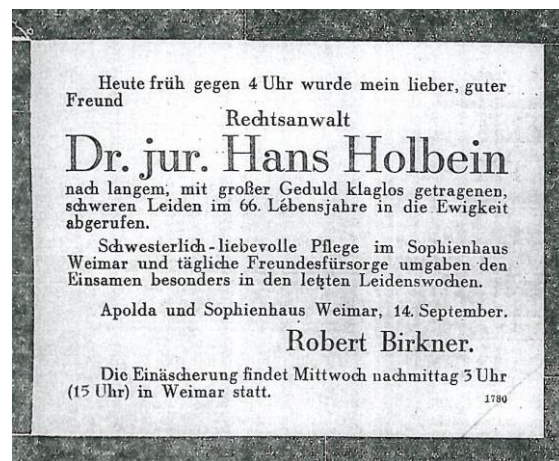 Heute früh gegen 4 Uhr wurde mein lieber, guter
Freund
Rechtsanwalt
Dr. jur. Hans Holbein
nach langem, mit großer Geduld klaglos getragenen,
schweren Leiden im 66. Lebensjahre in die Ewigkeit
abgerufen.
Schwesterlich-liebevolle Pflege im Sophienhaus
Weimar und tägliche Freundesfürsorge umgaben den
Einsamen besonders in den letzten Leidenswochen.
Apolda und Sophienhaus Weimar, 14. September.
Robert Birkner.
Die Einäscherung findet Mittwoch nachmittag 3 Uhr
(15 Uhr) in Weimar statt.
1780